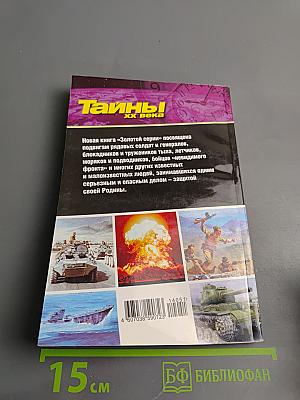 Тайны
XX века
Новая книга «Золотой серии» посвящена
подвигам рядовых солдат и генералов,
блокадников и тружеников тыла, летчиков,
моряков и подводников, бойцов «невидимого
фронта» и многих других известных
и малоизвестных людей, занимавшихся одним
серьезным и опасным делом – защитой
своей Родины.
15 см
БФ БИБЛИОФАН